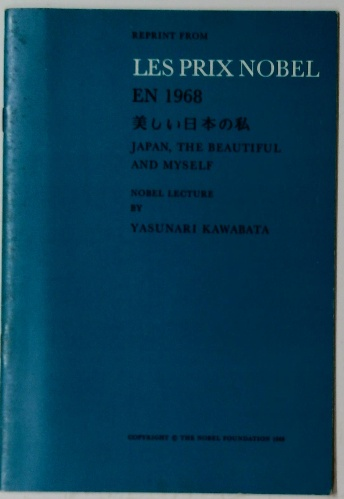 REPRINT FROM
LES PRIX NOBEL
EN 1968
美しい日本の私
JAPAN, THE BEAUTIFUL
AND MYSELF
NOBEL LECTURE
BY
YASUNARI KAWABATA
COPYRIGHT © THE NOBEL FOUNDATION